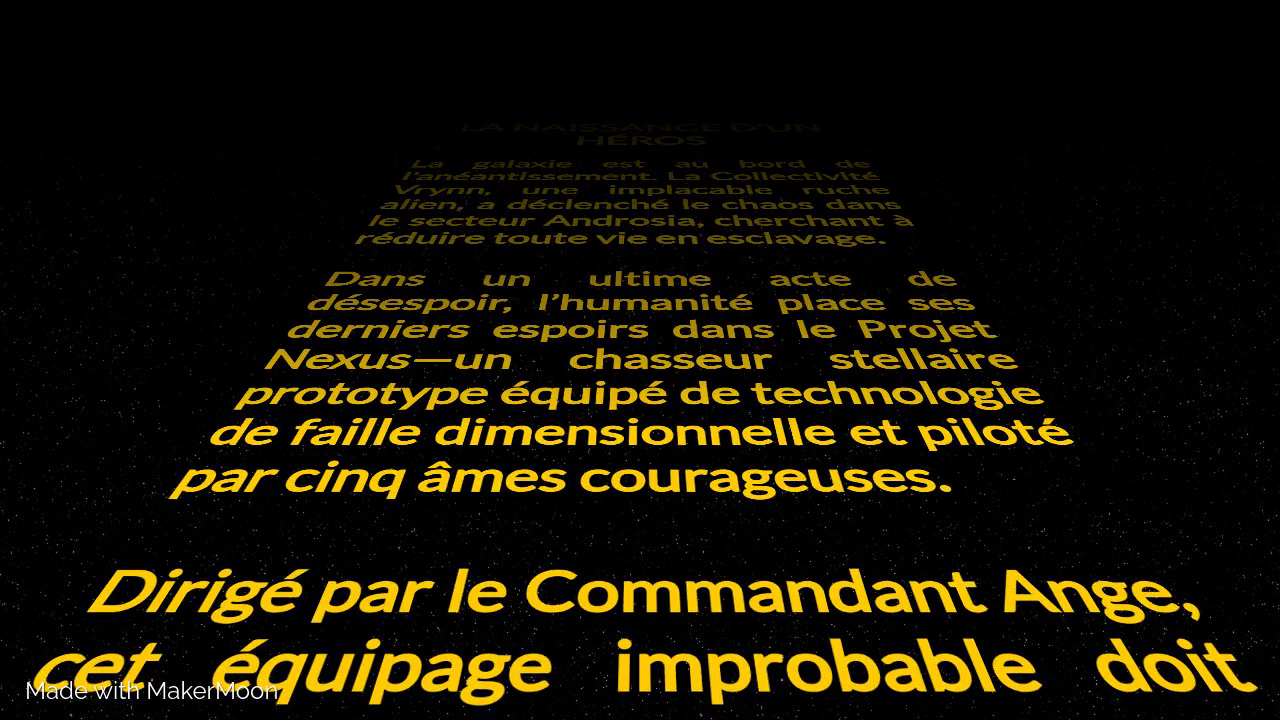 LA NAISSANCE D'UN
HÉROS
La galaxie est au bord de
l'anéantissement. La Collectivité
Vrynn, une implacable ruche
alien, a déclenché le chaos dans
le secteur Androsia, cherchant à
réduire toute vie en esclavage.
Dans un ultime acte de
désespoir, l’humanité place ses
derniers espoirs dans le Projet
Nexus—un chasseur stellaire
prototype équipé de technologie
de faille dimensionnelle et piloté
par cinq âmes courageuses.
Dirigé par le Commandant Ange,
cet équipage improbable doit
Made with MakerMoon